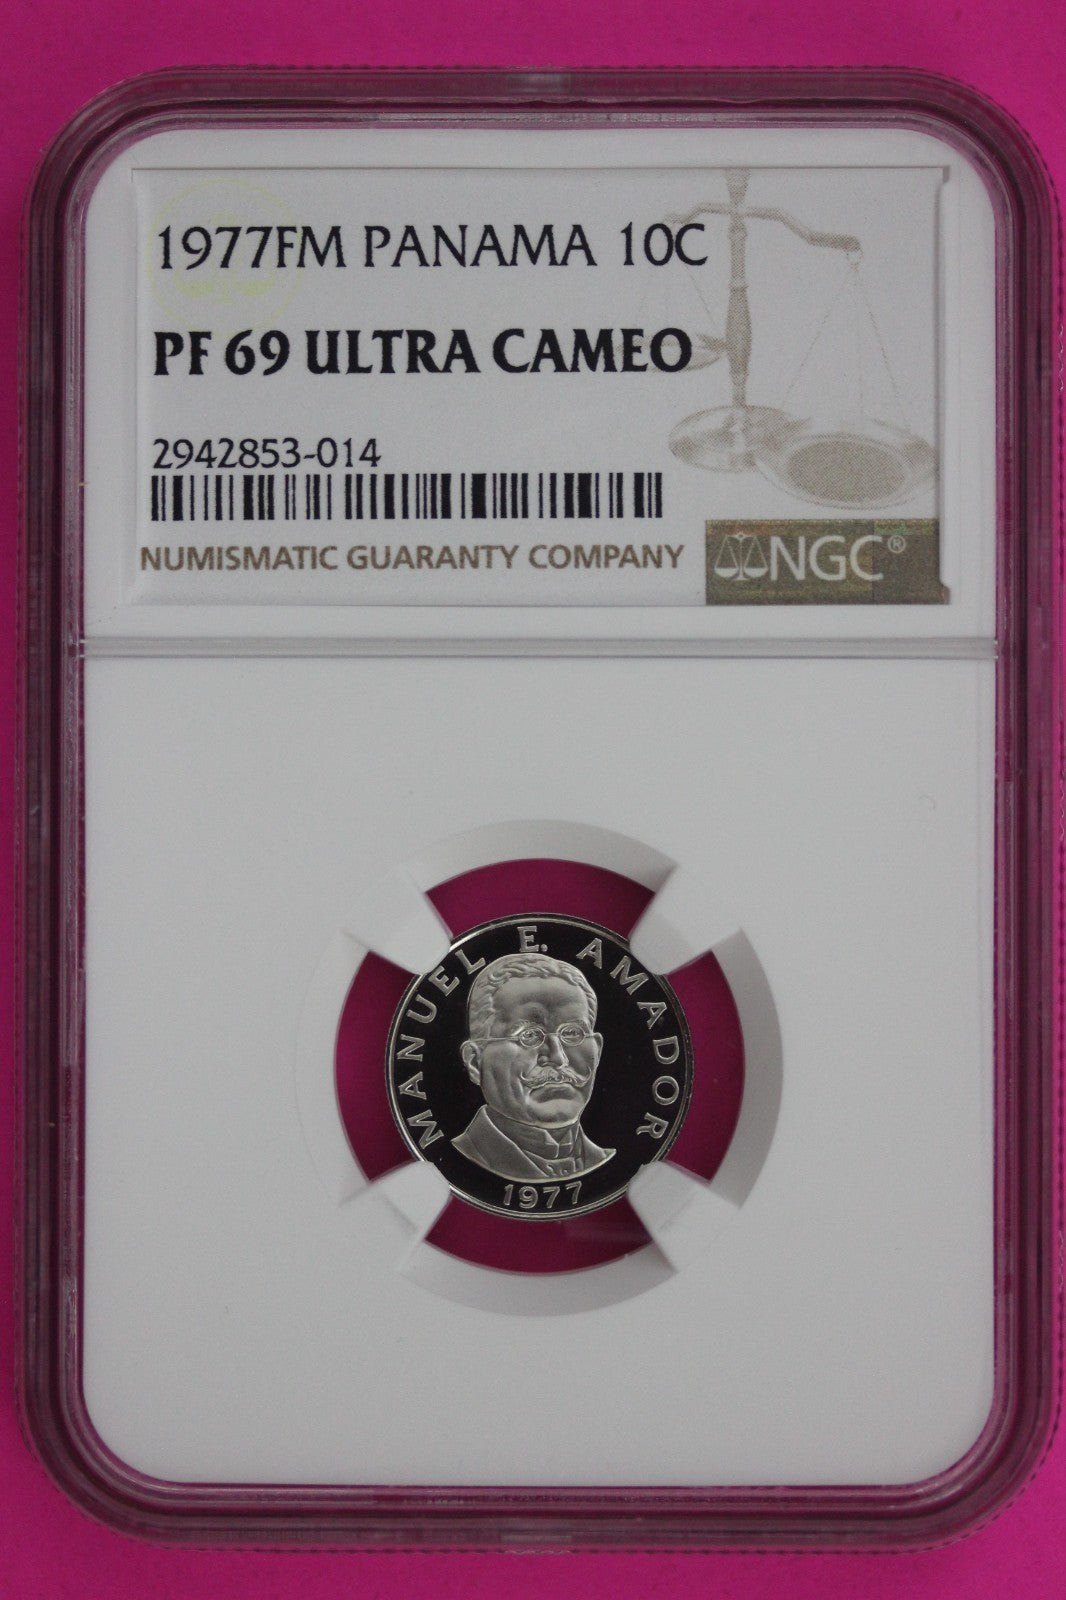 1977FM PANAMA 10C
PF 69 ULTRA CAMEO
2942853-014
NUMISMATIC GUARANTY COMPANY
NGC®
MANUEL E. AMADOR
1977